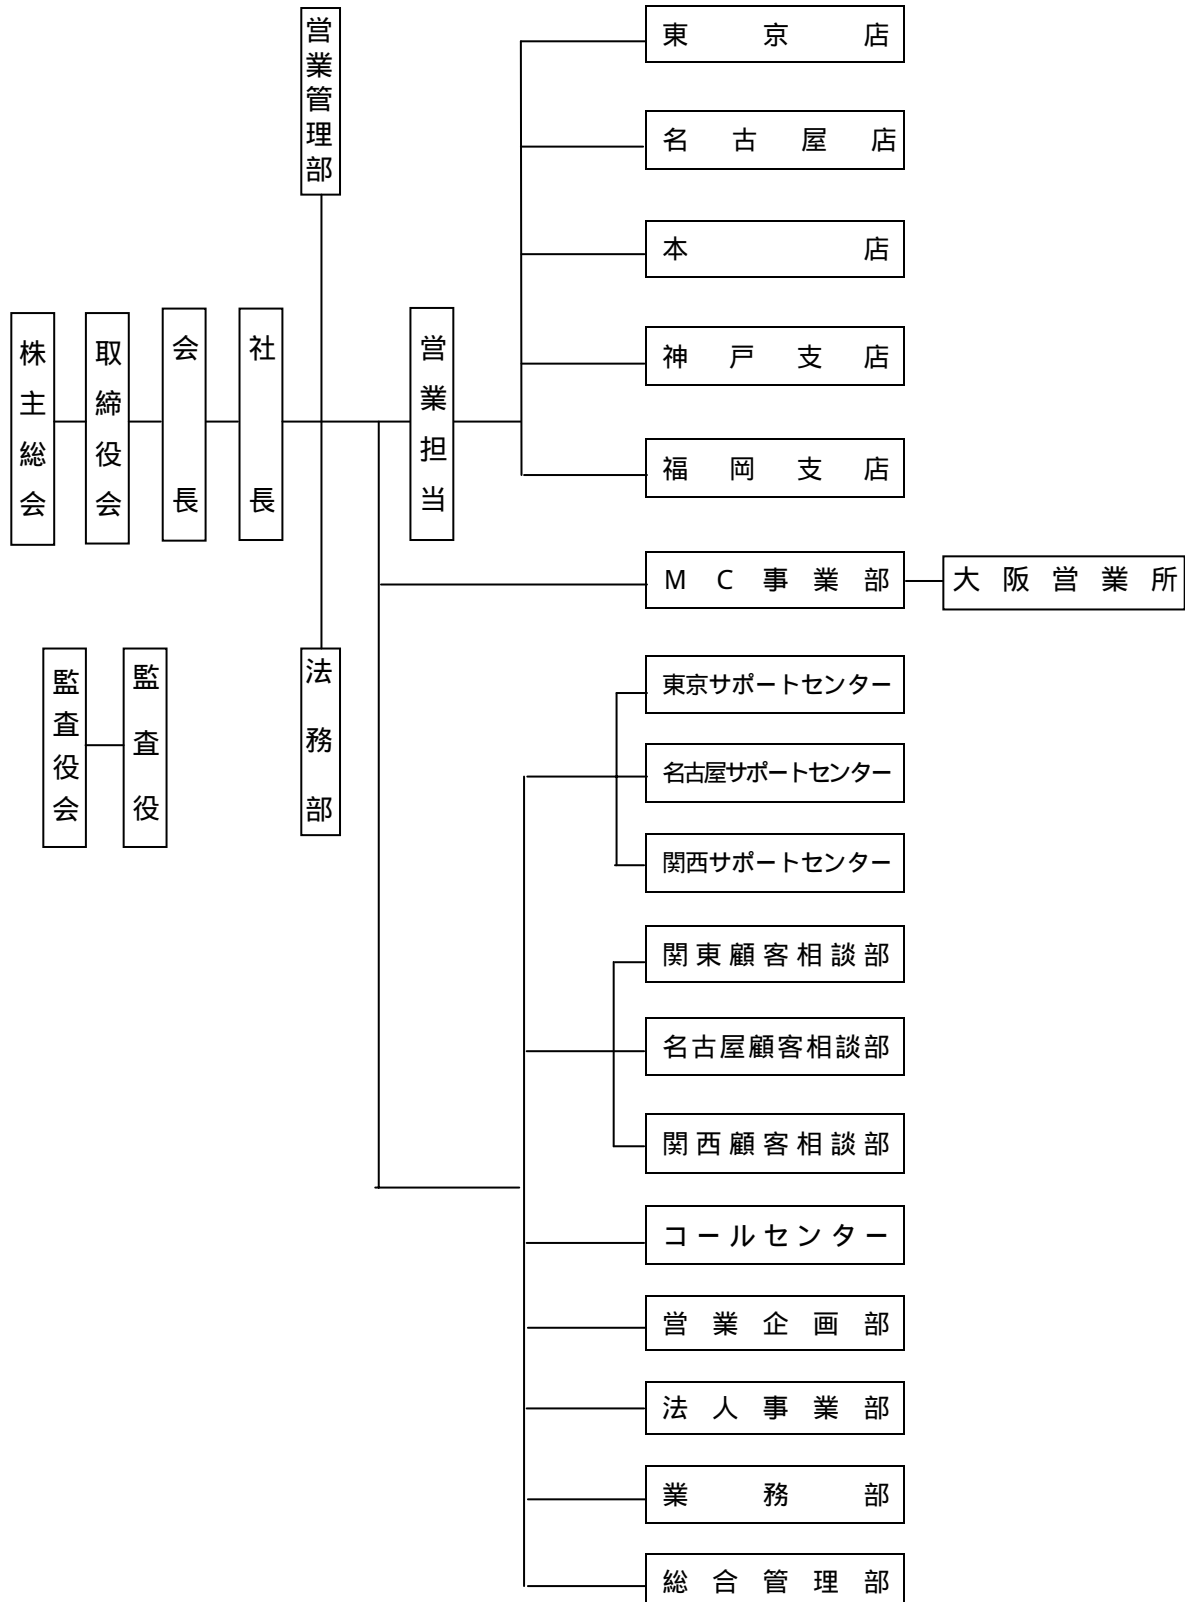 営業管理部
株主総会
取締役会
会長
社長
営業担当
法務部
監査役会
監査役
東京店
名古屋店
本店
神戸支店
福岡支店
MC事業部
大阪営業所
東京サポートセンター
名古屋サポートセンター
関西サポートセンター
関東顧客相談部
名古屋顧客相談部
関西顧客相談部
コールセンター
営業企画部
法人事業部
業務部
総合管理部